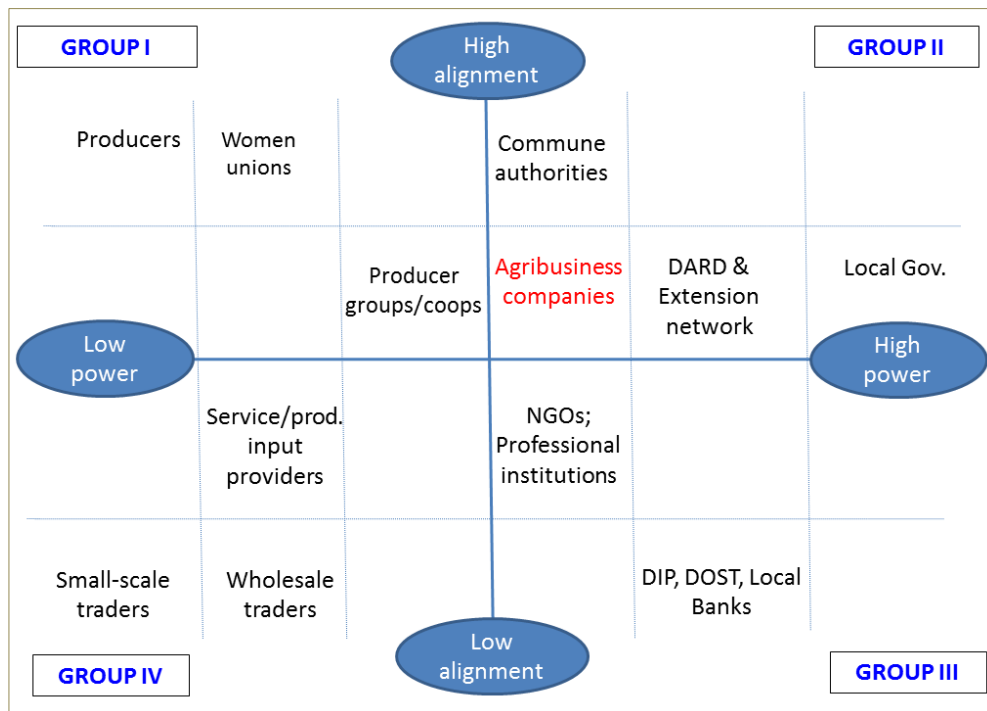 GROUP I
High
alignment
GROUP II
Producers
Women
unions
Commune
authorities
Producer
groups/coops
Agribusiness
companies
DARD &
Extension
network
Local Gov.
Low
power
High
power
Service/prod.
input
providers
NGOs;
Professional
institutions
Small-scale
traders
Wholesale
traders
DIP, DOST, Local
Banks
Low
alignment
GROUP IV
GROUP III